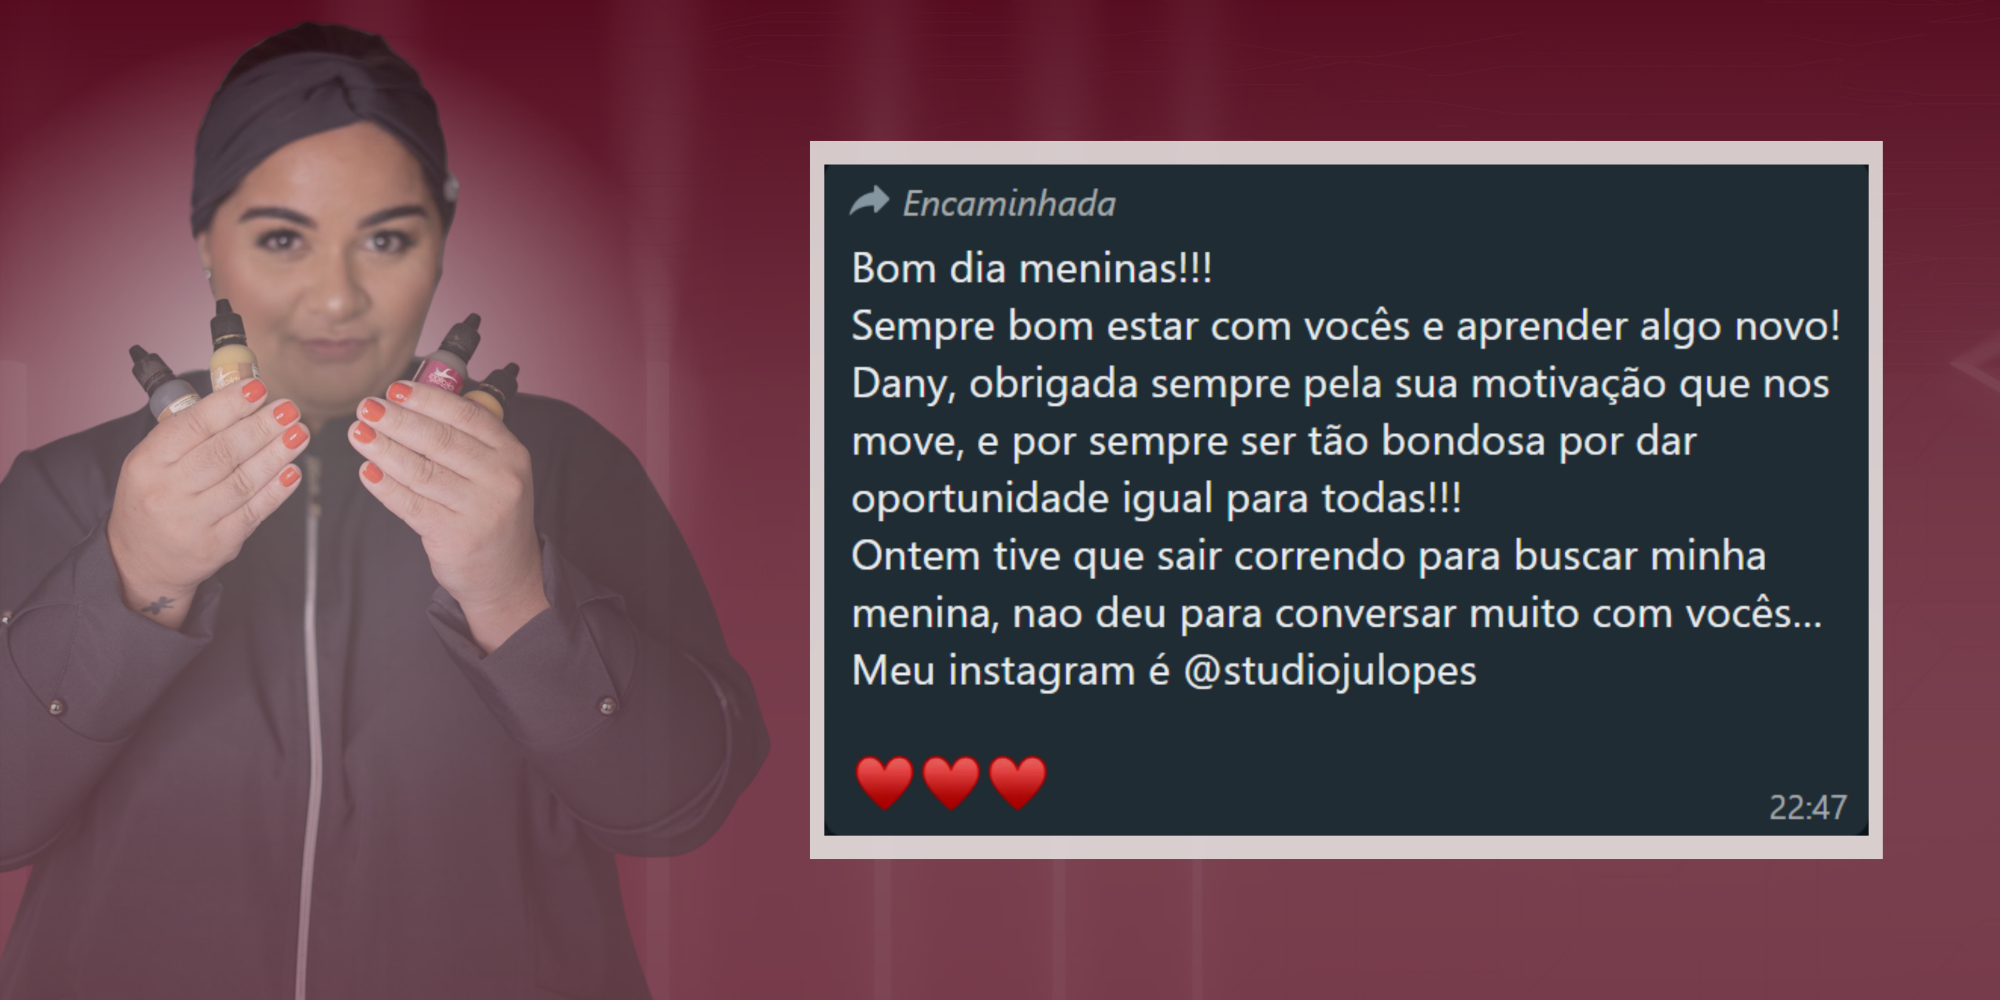 Encaminhada
Bom dia meninas!!!
Sempre bom estar com vocês e aprender algo novo!
Dany, obrigada sempre pela sua motivação que nos
move, e por sempre ser tão bondosa por dar
oportunidade igual para todas!!!
Ontem tive que sair correndo para buscar minha
menina, nao deu para conversar muito com vocês...
Meu instagram é @studiojulopes
❤️❤️❤️
22:47